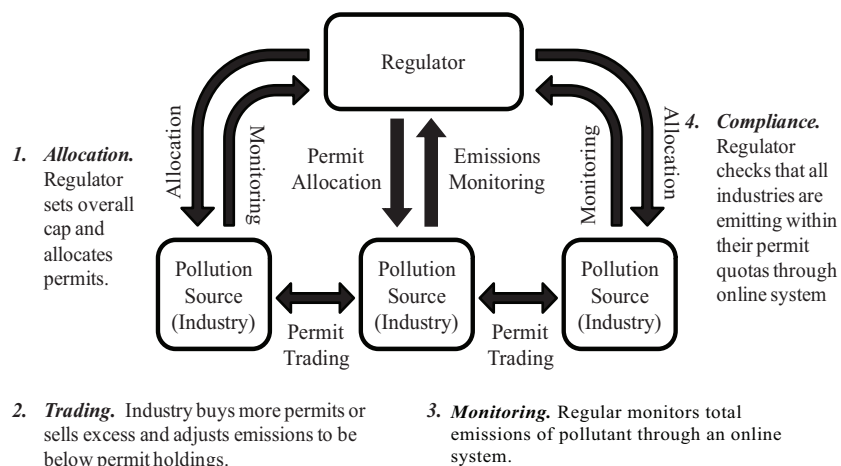 Regulator
Allocation
Monitoring
Permit
Allocation
Emissions
Monitoring
Monitoring
Allocation
1. Allocation.
Regulator
sets overall
cap and
allocates
permits.
4. Compliance.
Regulator
checks that all
industries are
emitting within
their permit
quotas through
online system
Pollution
Source
(Industry)
Pollution
Source
(Industry)
Pollution
Source
(Industry)
Permit
Trading
Permit
Trading
2. Trading. Industry buys more permits or
sells excess and adjusts emissions to be
below permit holdings.
3. Monitoring. Regular monitors total
emissions of pollutant through an online
system.